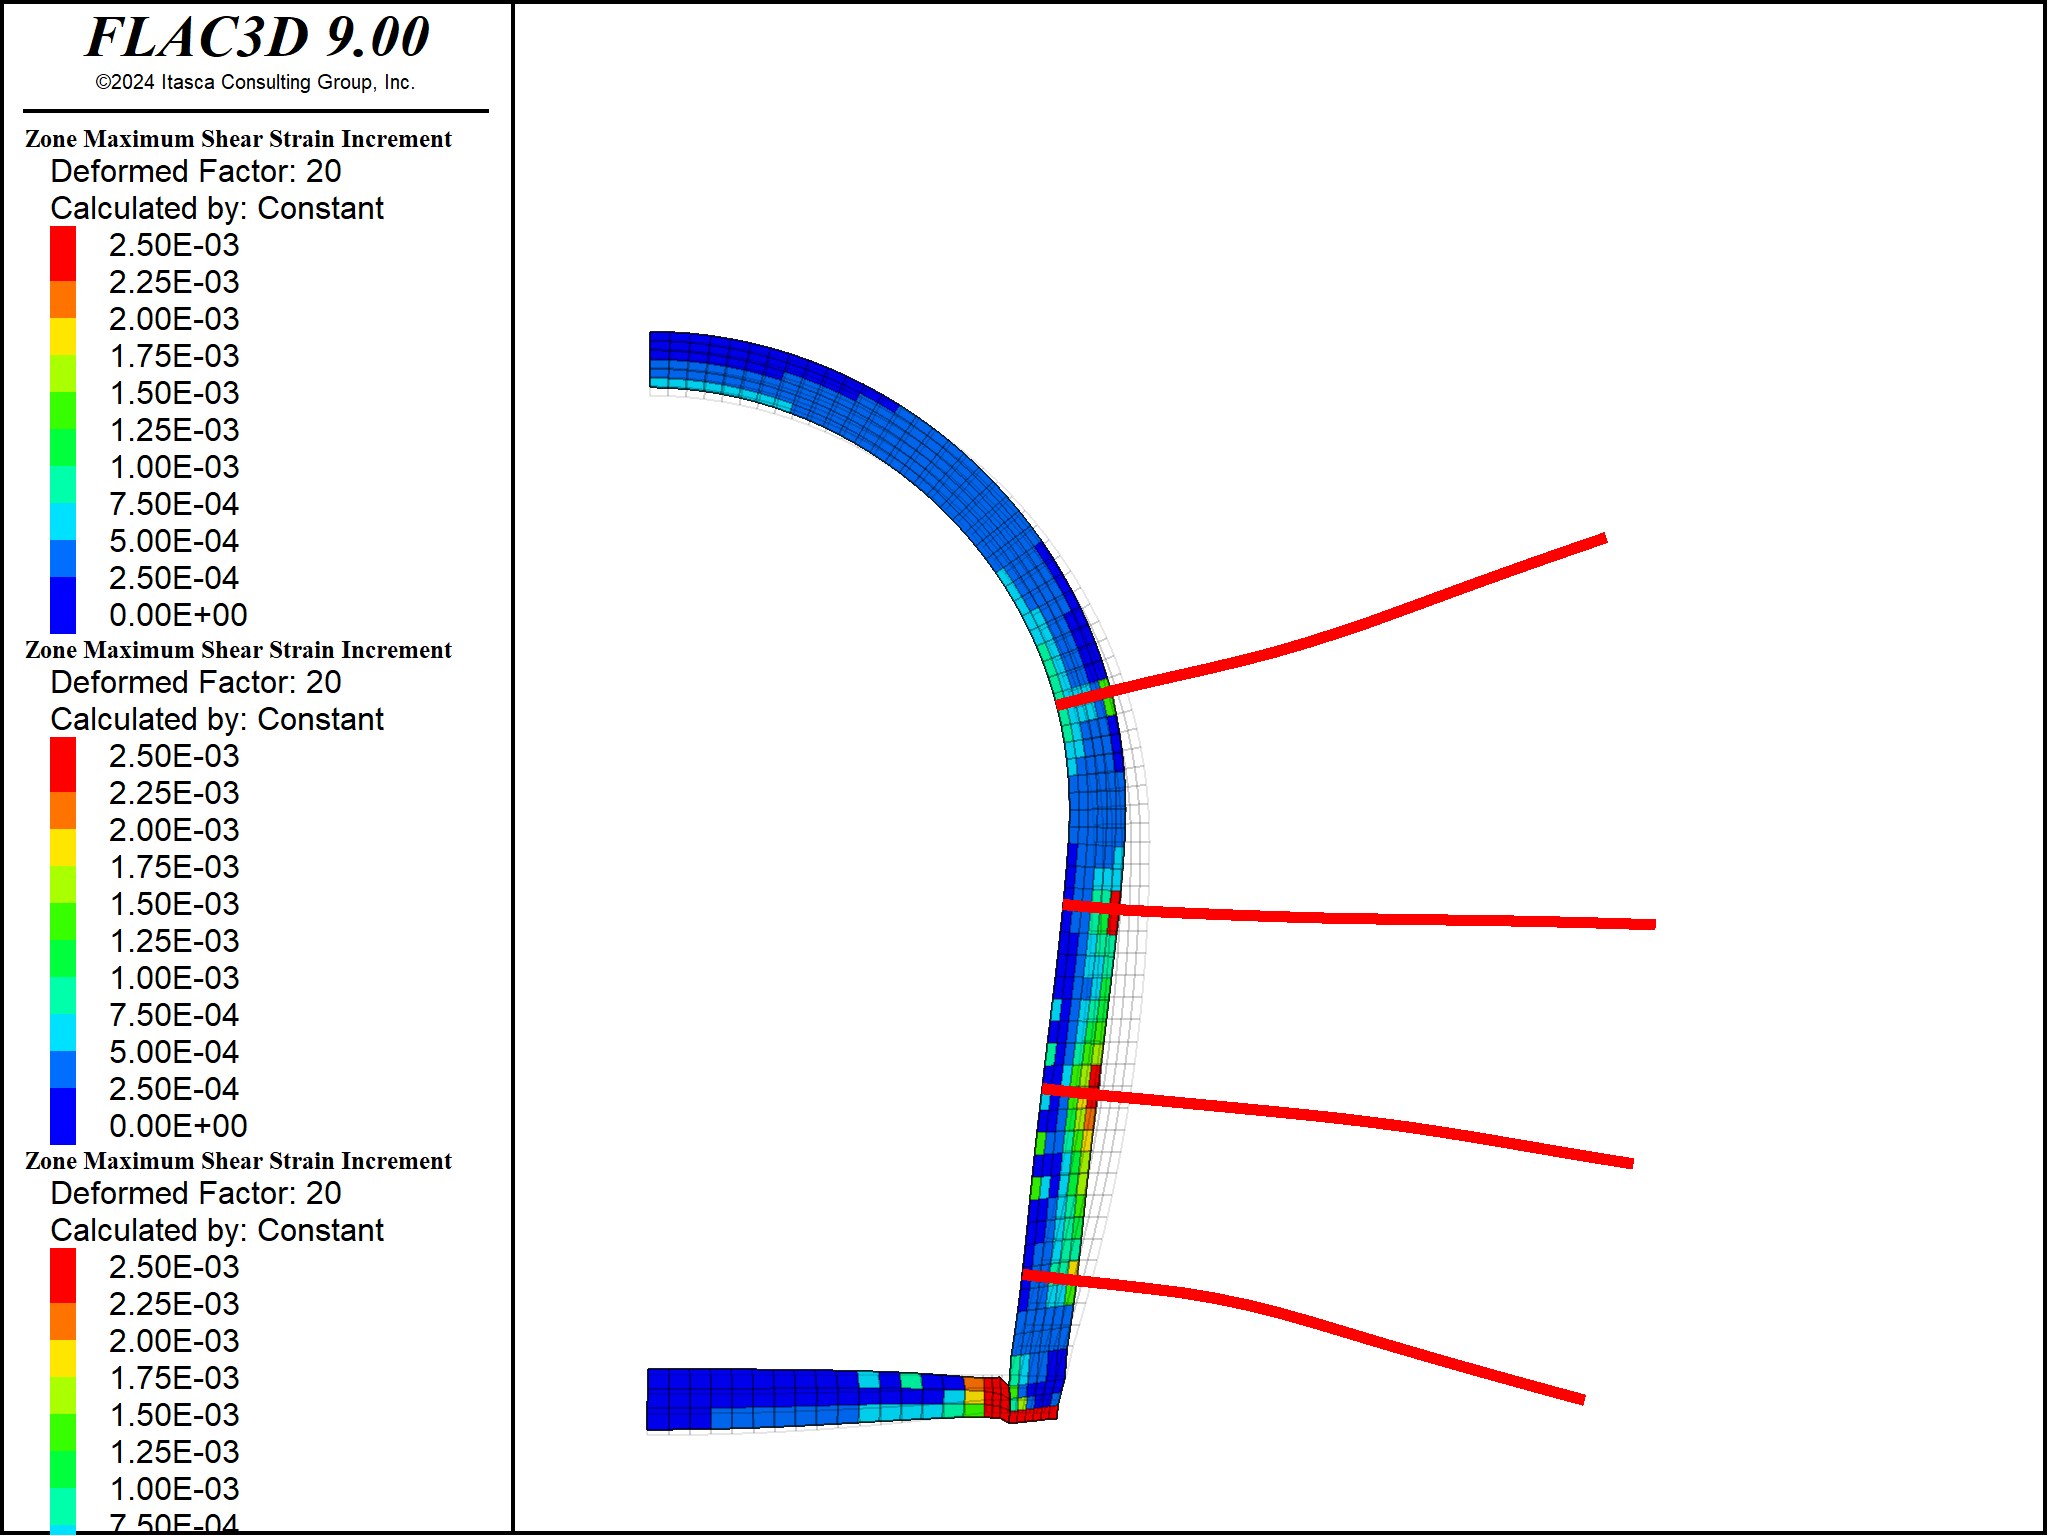 FLAC3D 9.00
©2024 Itasca Consulting Group, Inc.
Zone Maximum Shear Strain Increment
Deformed Factor: 20
Calculated by: Constant
2.50E-03
2.25E-03
2.00E-03
1.75E-03
1.50E-03
1.25E-03
1.00E-03
7.50E-04
5.00E-04
2.50E-04
0.00E+00
Zone Maximum Shear Strain Increment
Deformed Factor: 20
Calculated by: Constant
2.50E-03
2.25E-03
2.00E-03
1.75E-03
1.50E-03
1.25E-03
1.00E-03
7.50E-04
5.00E-04
2.50E-04
0.00E+00
Zone Maximum Shear Strain Increment
Deformed Factor: 20
Calculated by: Constant
2.50E-03
2.25E-03
2.00E-03
1.75E-03
1.50E-03
1.25E-03
1.00E-03
7.50E-04